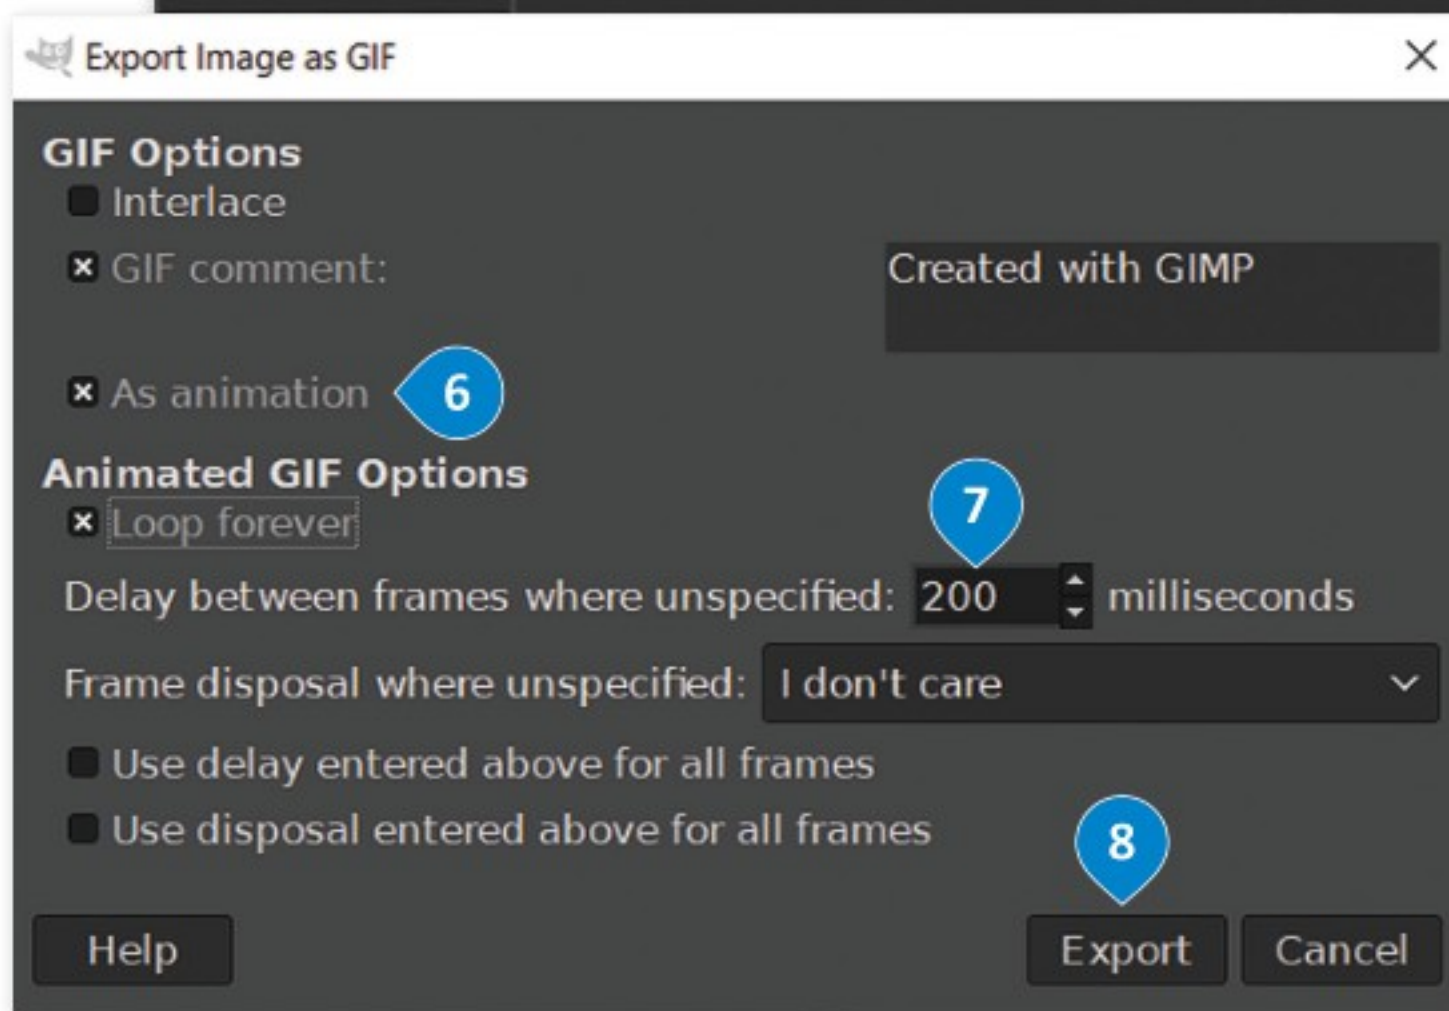 Export Image as GIF
GIF Options
Interlace
GIF comment:
Created with GIMP
As animation
6
Animated GIF Options
Loop forever
7
Delay between frames where unspecified: 200 milliseconds
Frame disposal where unspecified: I don't care
Use delay entered above for all frames
Use disposal entered above for all frames
8
Help
Export
Cancel